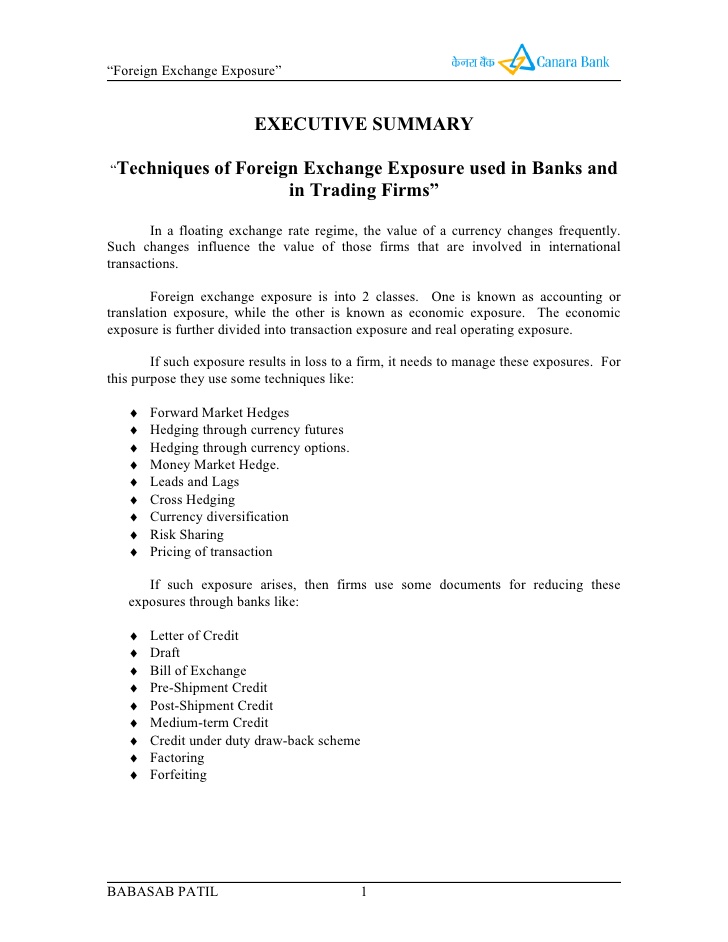 “Foreign Exchange Exposure”
केनरा बैंक Canara Bank
EXECUTIVE SUMMARY
“Techniques of Foreign Exchange Exposure used in Banks and
in Trading Firms”
In a floating exchange rate regime, the value of a currency changes frequently.
Such changes influence the value of those firms that are involved in international
transactions.
Foreign exchange exposure is into 2 classes. One is known as accounting or
translation exposure, while the other is known as economic exposure. The economic
exposure is further divided into transaction exposure and real operating exposure.
If such exposure results in loss to a firm, it needs to manage these exposures. For
this purpose they use some techniques like:
♦ Forward Market Hedges
♦ Hedging through currency futures
♦ Hedging through currency options.
♦ Money Market Hedge.
♦ Leads and Lags
♦ Cross Hedging
♦ Currency diversification
♦ Risk Sharing
♦ Pricing of transaction
If such exposure arises, then firms use some documents for reducing these
exposures through banks like:
♦ Letter of Credit
♦ Draft
♦ Bill of Exchange
♦ Pre-Shipment Credit
♦ Post-Shipment Credit
♦ Medium-term Credit
♦ Credit under duty draw-back scheme
♦ Factoring
♦ Forfeiting
BABASAB PATIL 1